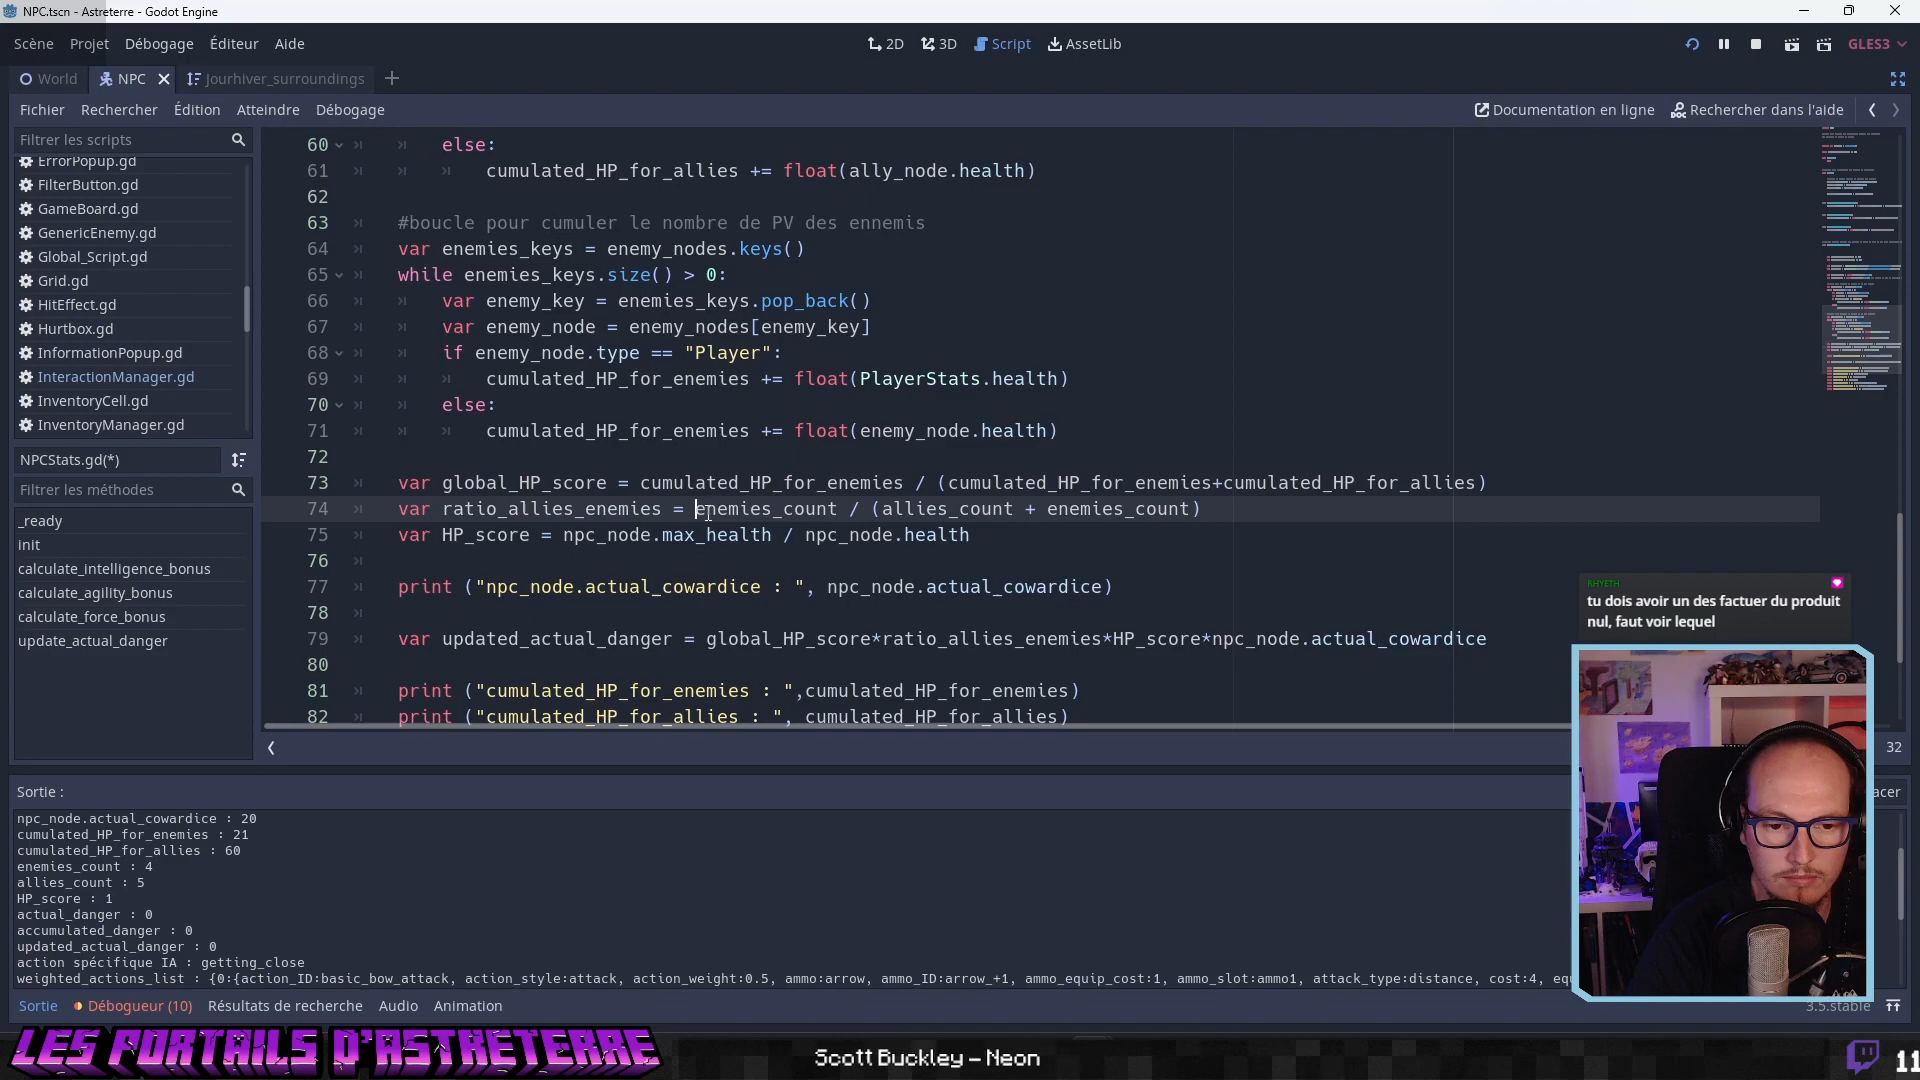 NPC.tscn - Astreterre - Godot Engine
Scène Projet Débogage Éditeur Aide
2D 3D Script AssetLib
GLES3
World NPC Jourhiver_surroundings
Fichier Rechercher Édition Atteindre Débogage
Documentation en ligne Rechercher dans l'aide
Filtrer les scripts
ErrorPopup.gd
FilterButton.gd
GameBoard.gd
GenericEnemy.gd
Global_Script.gd
Grid.gd
HitEffect.gd
Hurtbox.gd
InformationPopup.gd
InteractionManager.gd
InventoryCell.gd
InventoryManager.gd
NPCStats.gd(*)
Filtrer les méthodes
_ready
init
calculate_intelligence_bonus
calculate_agility_bonus
calculate_force_bonus
update_actual_danger
60 else:
61 cumulated_HP_for_allies += float(ally_node.health)
62
63 #boucle pour cumuler le nombre de PV des ennemis
64 var enemies_keys = enemy_nodes.keys()
65 while enemies_keys.size() > 0:
66 var enemy_key = enemies_keys.pop_back()
67 var enemy_node = enemy_nodes[enemy_key]
68 if enemy_node.type == "Player":
69 cumulated_HP_for_enemies += float(PlayerStats.health)
70 else:
71 cumulated_HP_for_enemies += float(enemy_node.health)
72
73 var global_HP_score = cumulated_HP_for_enemies / (cumulated_HP_for_enemies+cumulated_HP_for_allies)
74 var ratio_allies_enemies = enemies_count / (allies_count + enemies_count)
75 var HP_score = npc_node.max_health / npc_node.health
76
77 print ("npc_node.actual_cowardice : ", npc_node.actual_cowardice)
78
79 var updated_actual_danger = global_HP_score*ratio_allies_enemies*HP_score*npc_node.actual_cowardice
80
81 print ("cumulated_HP_for_enemies : ",cumulated_HP_for_enemies)
82 print ("cumulated_HP_for_allies : ", cumulated_HP_for_allies)
32
RHYETH
tu dois avoir un des factuer du produit
nul, faut voir lequel
Sortie :
acer
npc_node.actual_cowardice : 20
cumulated_HP_for_enemies : 21
cumulated_HP_for_allies : 60
enemies_count : 4
allies_count : 5
HP_score : 1
actual_danger : 0
accumulated_danger : 0
updated_actual_danger : 0
action spécifique IA : getting_close
weighted_actions_list : {0:{action_ID:basic_bow_attack, action_style:attack, action_weight:0.5, ammo:arrow, ammo_ID:arrow_+1, ammo_equip_cost:1, ammo_slot:ammo1, attack_type:distance, cost:4, eq
Sortie Débogueur (10) Résultats de recherche Audio Animation
3.5.stable
LES PORTAILS D'ASTRETERRE
Scott Buckley – Neon
11